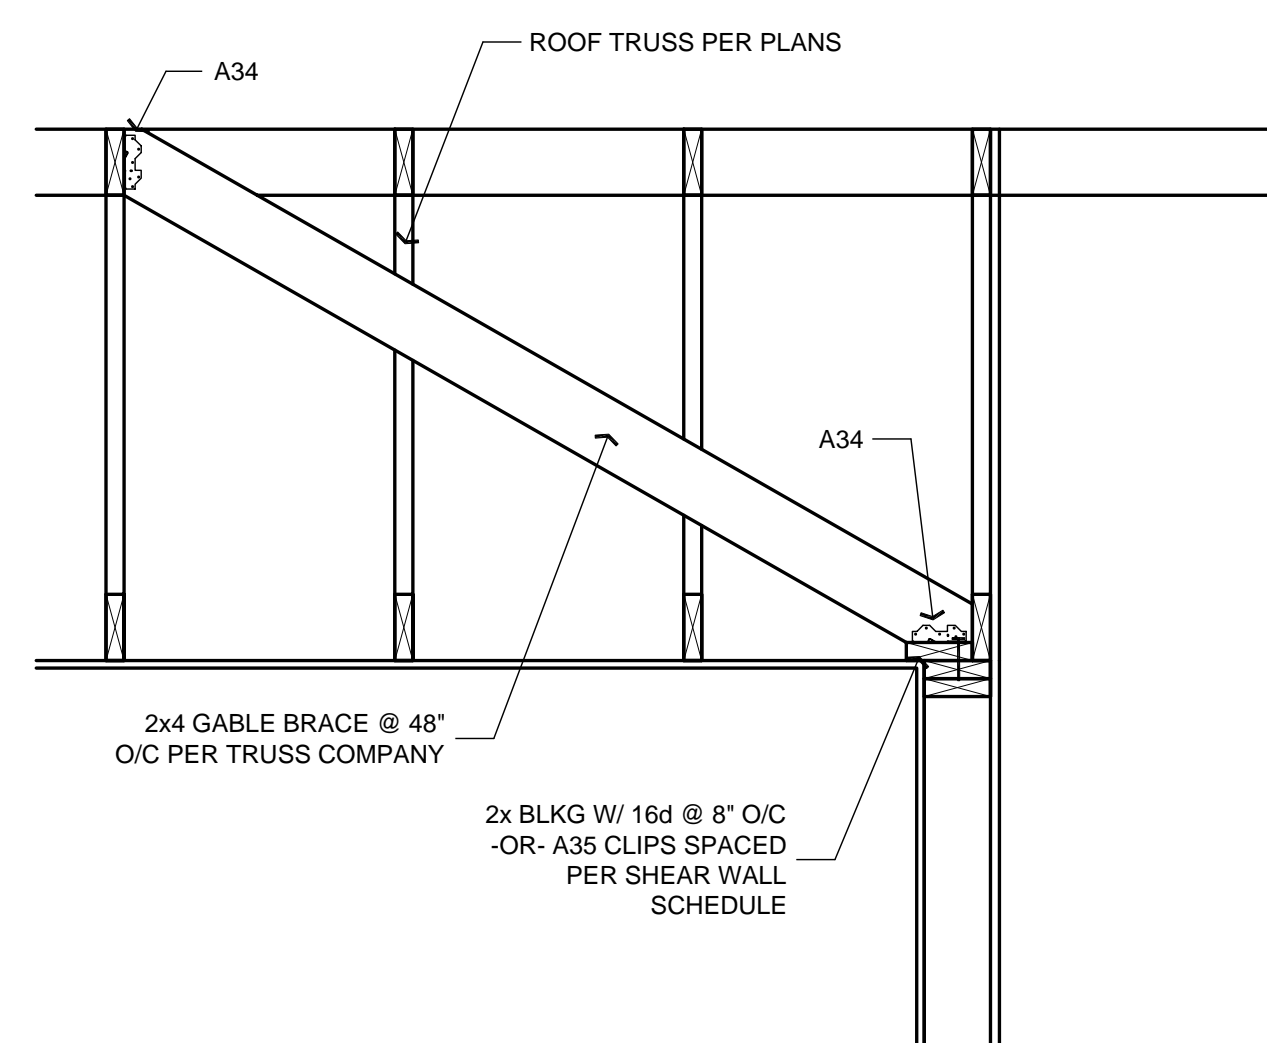 ROOF TRUSS PER PLANS
A34
A34
2x4 GABLE BRACE @ 48"
O/C PER TRUSS COMPANY
2x BLKG W/ 16d @ 8" O/C
-OR- A35 CLIPS SPACED
PER SHEAR WALL
SCHEDULE